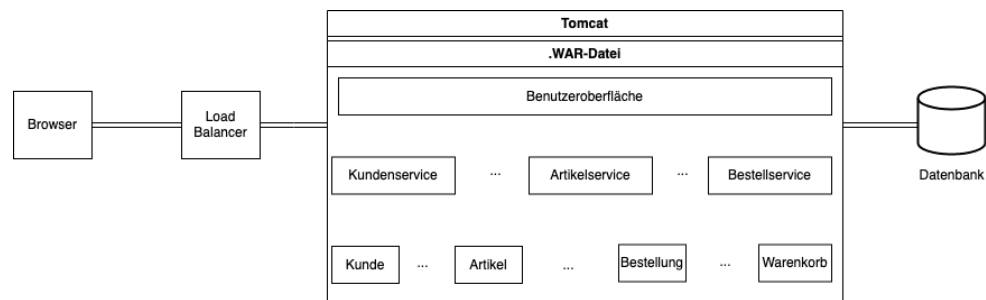 Tomcat
.WAR-Datei
Benutzeroberfläche
Browser
Load
Balancer
Datenbank
Kundenservice
...
Artikelservice
...
Bestellservice
Kunde
...
Artikel
...
Bestellung
...
Warenkorb